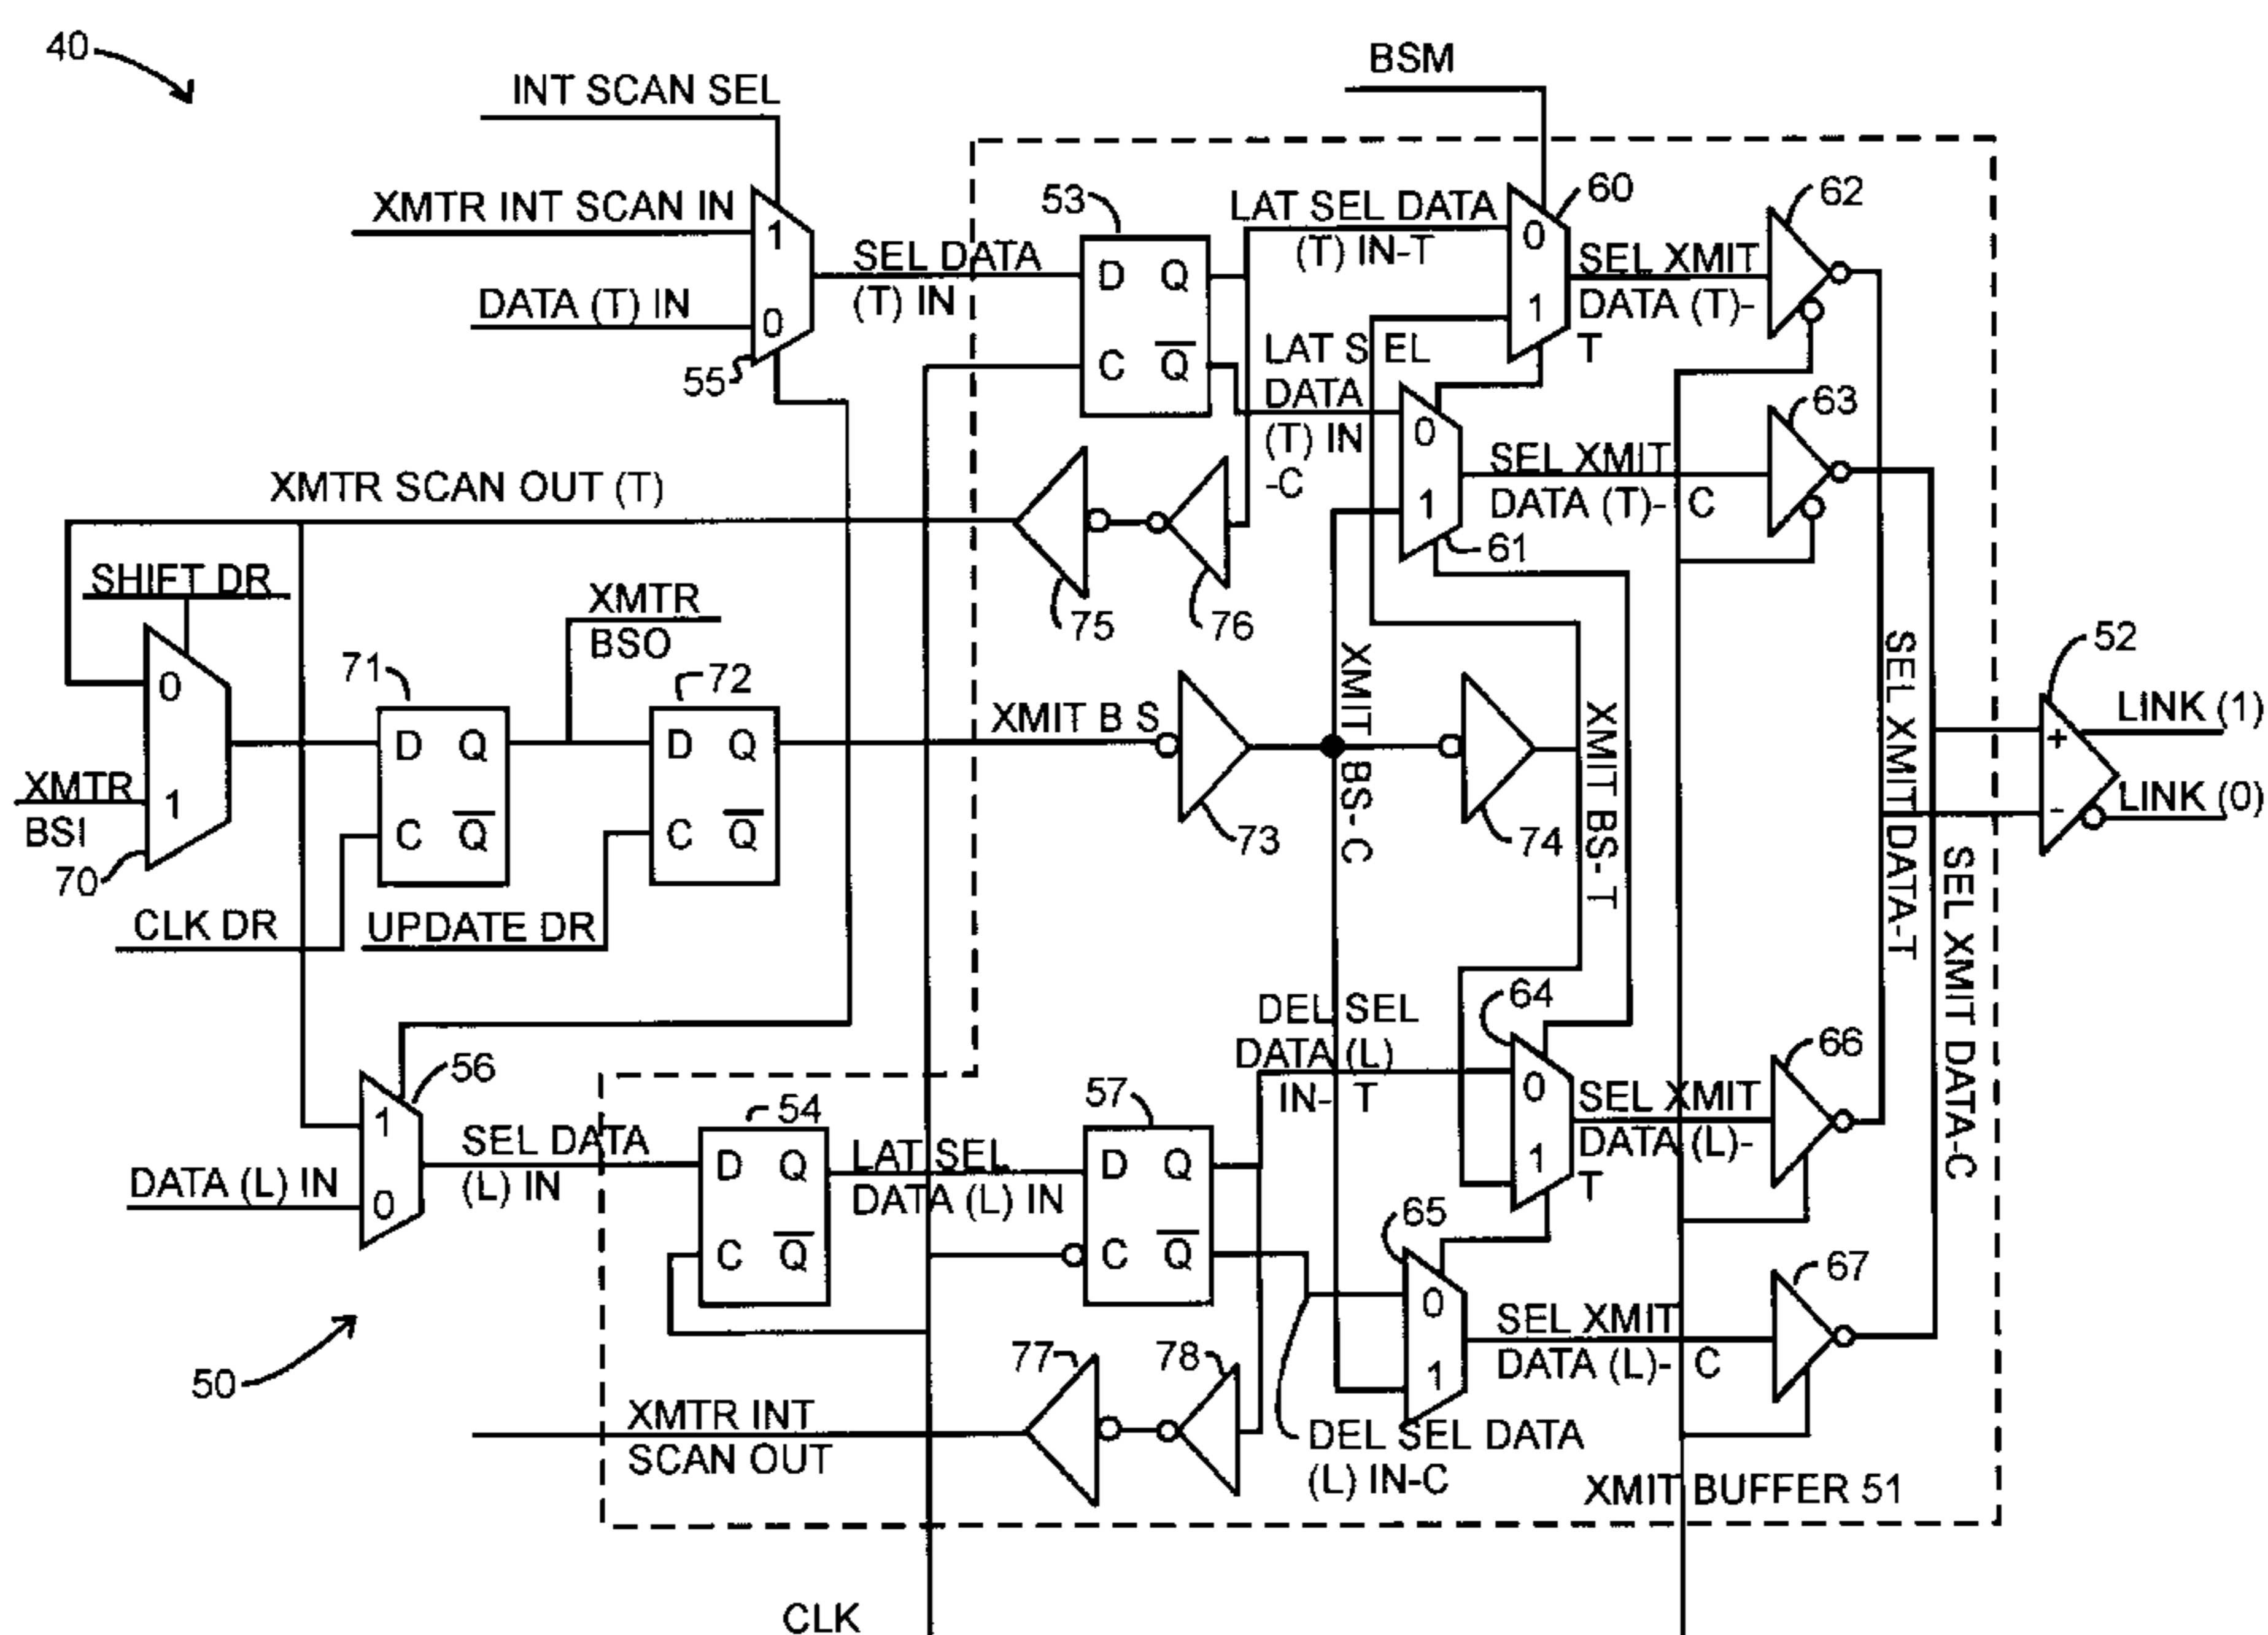 40
BSM
INT SCAN SEL
XMTR INT SCAN IN
1
DATA (T) IN
0
55
SEL DATA
(T) IN
53
D Q
C Q
LAT SEL DATA
(T) IN-T
60
0
1
SEL XMIT
DATA (T)-
T
62
LAT SEL
DATA
(T) IN
-C
0
1
61
SEL XMIT
DATA (T)- C
63
XMTR SCAN OUT (T)
75
76
SHIFT DR
0
XMTR
BSI
1
70
71
D Q
C Q
XMTR
BSO
72
D Q
C Q
CLK DR
UPDATE DR
XMIT B S
73
XMIT BS-C
74
XMIT BS-T
SEL XMIT DATA-T
SEL XMIT DATA-C
52
+
-
LINK (1)
LINK (0)
56
1
DATA (L) IN
0
SEL DATA
(L) IN
54
D Q
C Q
LAT SEL
DATA (L) IN
57
D Q
C Q
DEL SEL
DATA (L)
IN- T
64
0
1
SEL XMIT
DATA (L)-
T
66
65
0
1
SEL XMIT
DATA (L)- C
67
50
XMTR INT
SCAN OUT
77
78
DEL SEL DATA
(L) IN-C
XMIT BUFFER 51
CLK